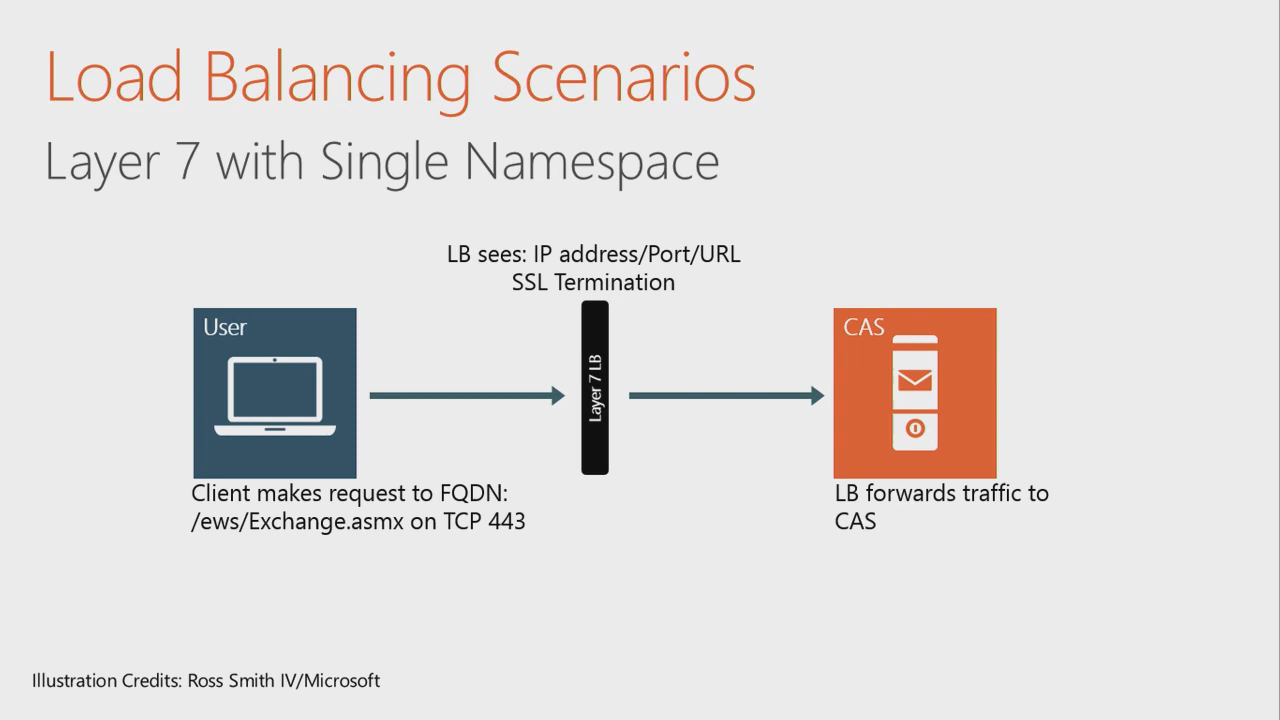 Load Balancing Scenarios
Layer 7 with Single Namespace
LB sees: IP address/Port/URL
SSL Termination
User
Layer 7 LB
CAS
Client makes request to FQDN:
/ews/Exchange.asmx on TCP 443
LB forwards traffic to
CAS
Illustration Credits: Ross Smith IV/Microsoft